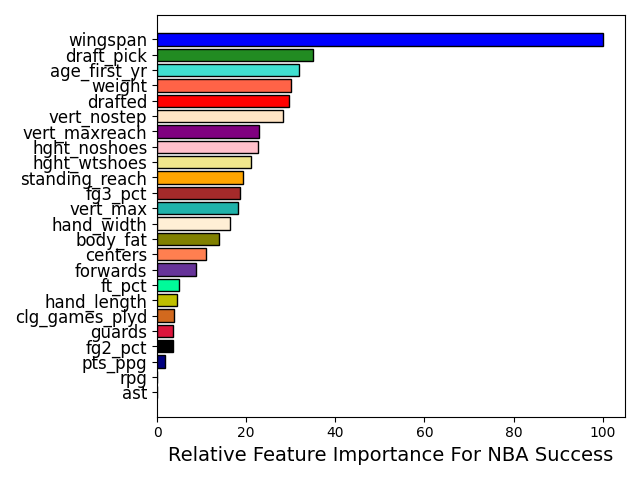 wingspan
draft_pick
age_first_yr
weight
drafted
vert_nostep
vert_maxreach
hght_noshoes
hght_wtshoes
standing_reach
fg3_pct
vert_max
hand_width
body_fat
centers
forwards
ft_pct
hand_length
clg_games_plyd
guards
fg2_pct
pts_ppg
rpg
ast
0 20 40 60 80 100
Relative Feature Importance For NBA Success